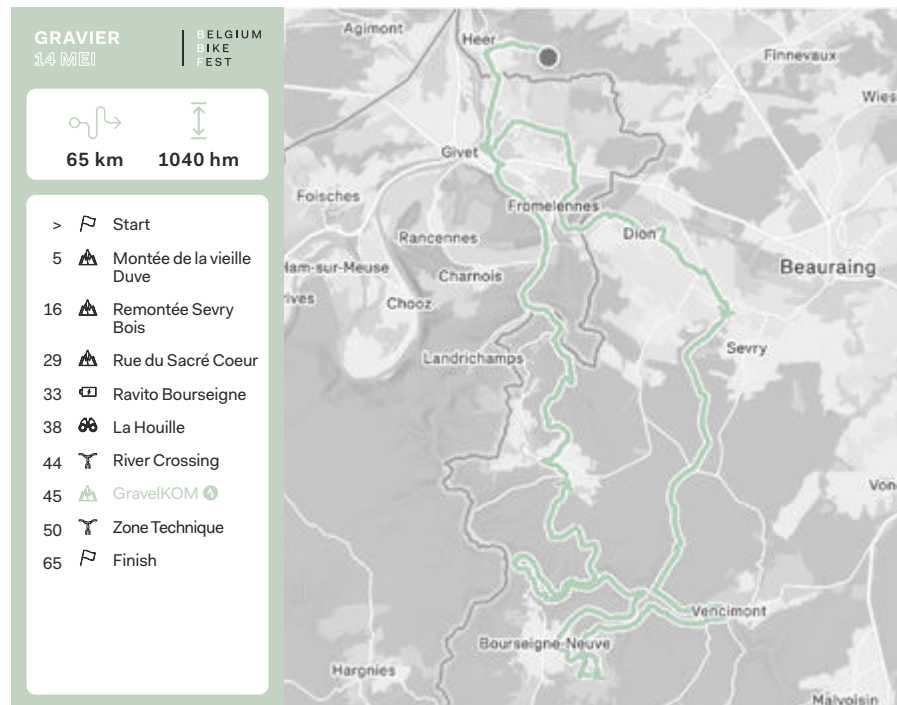 GRAVIER
14 MEI
BELGIUM
BIKE
FEST
65 km
1040 hm
> Start
5 Montée de la vieille
Duve
16 Remontée Sevry
Bois
29 Rue du Sacré Coeur
33 Ravito Bourseigne
38 La Houille
44 River Crossing
45 GravelKOM
50 Zone Technique
65 Finish
Agimont
Heer
Finnevaux
Wies
Givet
Foisches
Fromelennes
Rancennes
Dion
Ham-sur-Meuse
Charnois
Beauraing
rives
Chooz
Landrichamps
Sevry
Von
Vencimont
Bourseigne-Neuve
Hargnies
Malvoisin